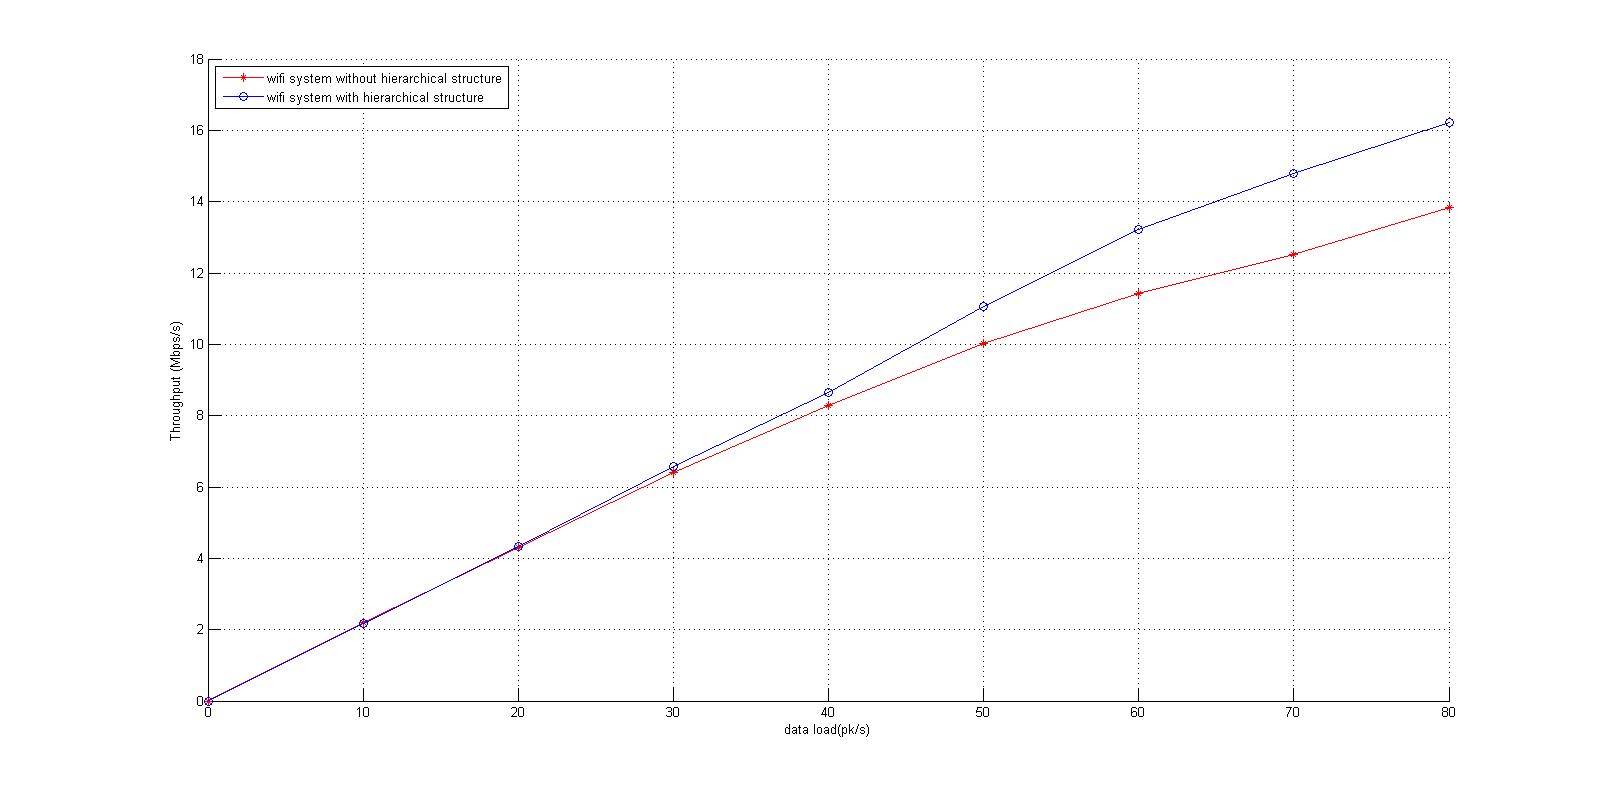 18
wifi system without hierarchical structure
wifi system with hierarchical structure
16
14
12
10
8
6
4
2
0
Throughput (Mbps/s)
0 10 20 30 40 50 60 70 80
data load(pk/s)